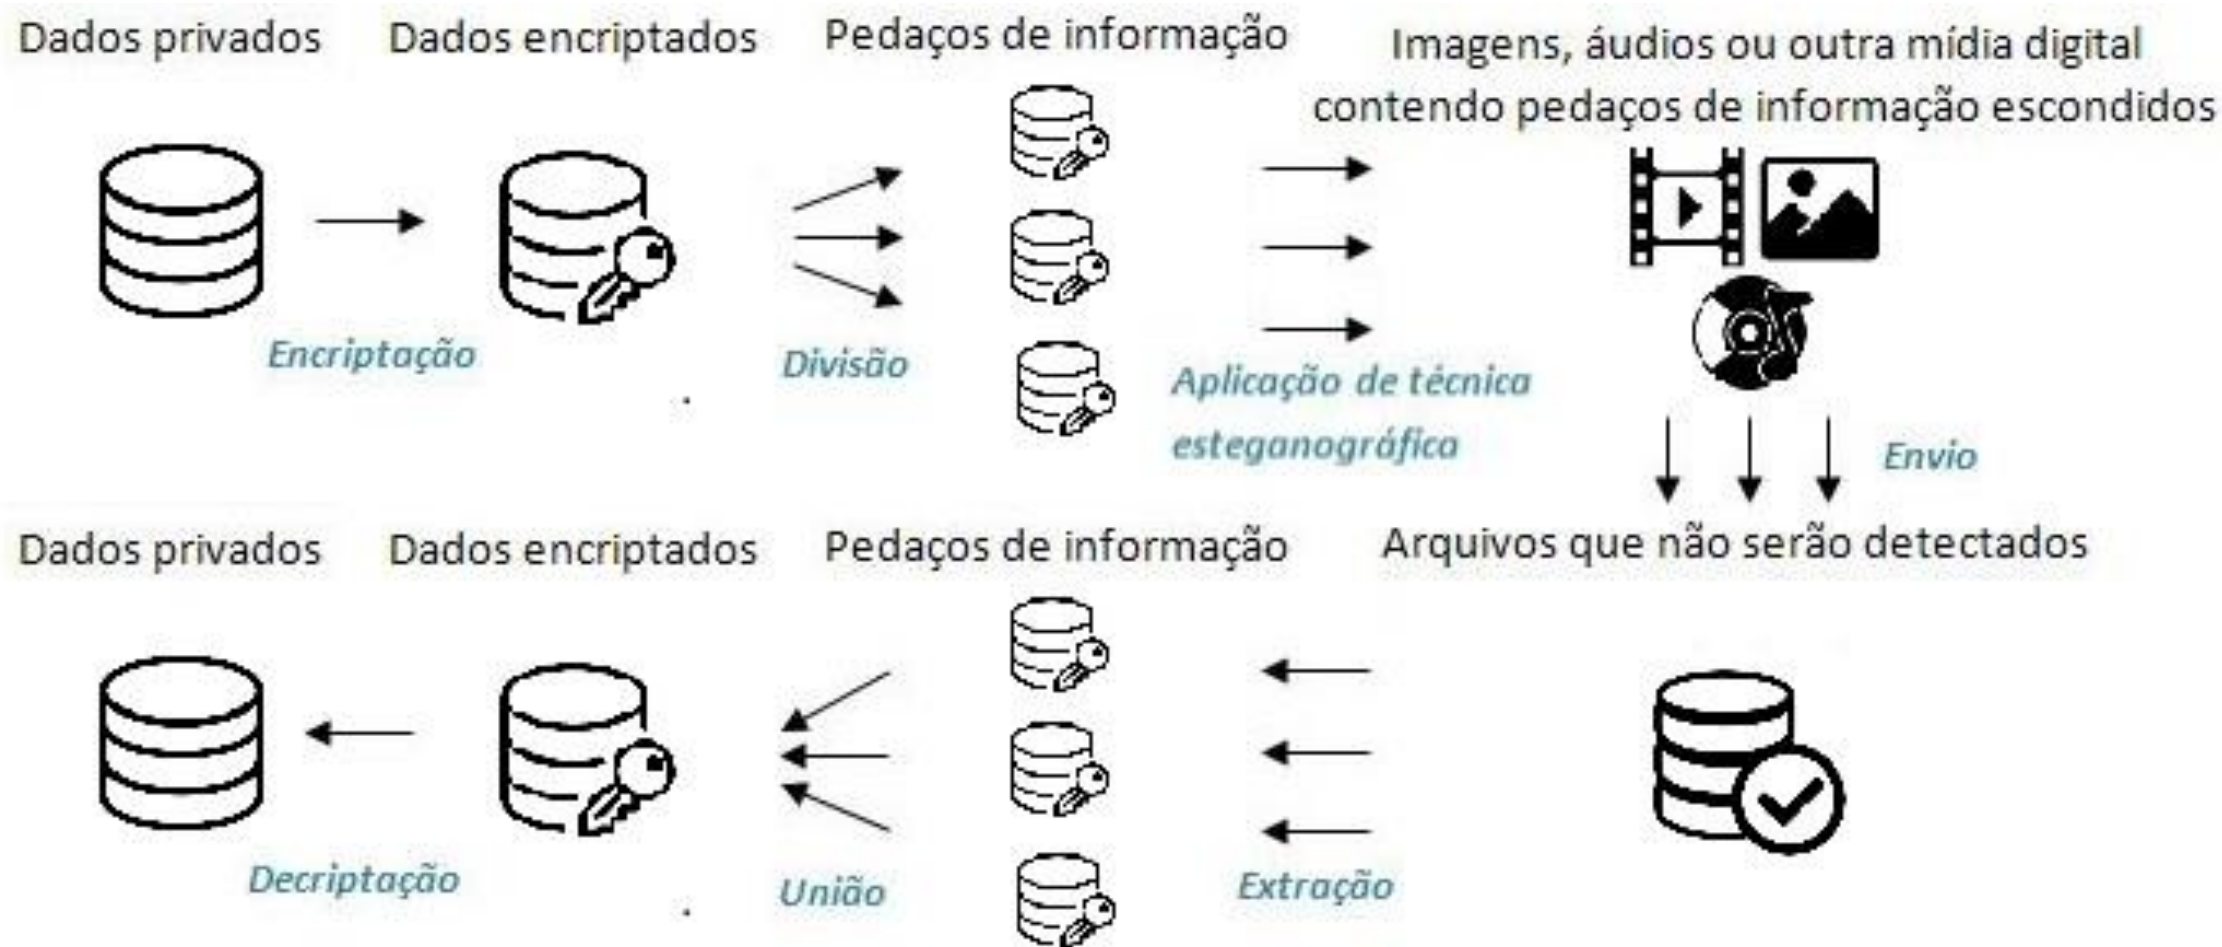 Dados privados
Dados encriptados
Pedaços de informação
Imagens, áudios ou outra mídia digital
contendo pedaços de informação escondidos
Encriptação
Divisão
Aplicação de técnica
esteganográfica
Envio
Dados privados
Dados encriptados
Pedaços de informação
Arquivos que não serão detectados
Decriptação
União
Extração